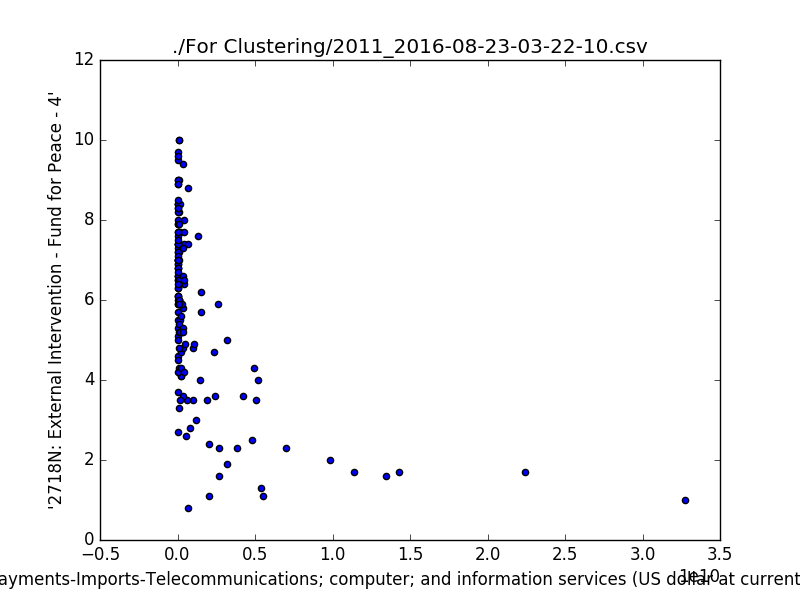 ./For Clustering/2011_2016-08-23-03-22-10.csv
'2718N: External Intervention - Fund for Peace - 4'
12
10
8
6
4
2
0
−0.5 0.0 0.5 1.0 1.5 2.0 2.5 3.0 3.5
1e10
ayments-Imports-Telecommunications; computer; and information services (US dollar at current